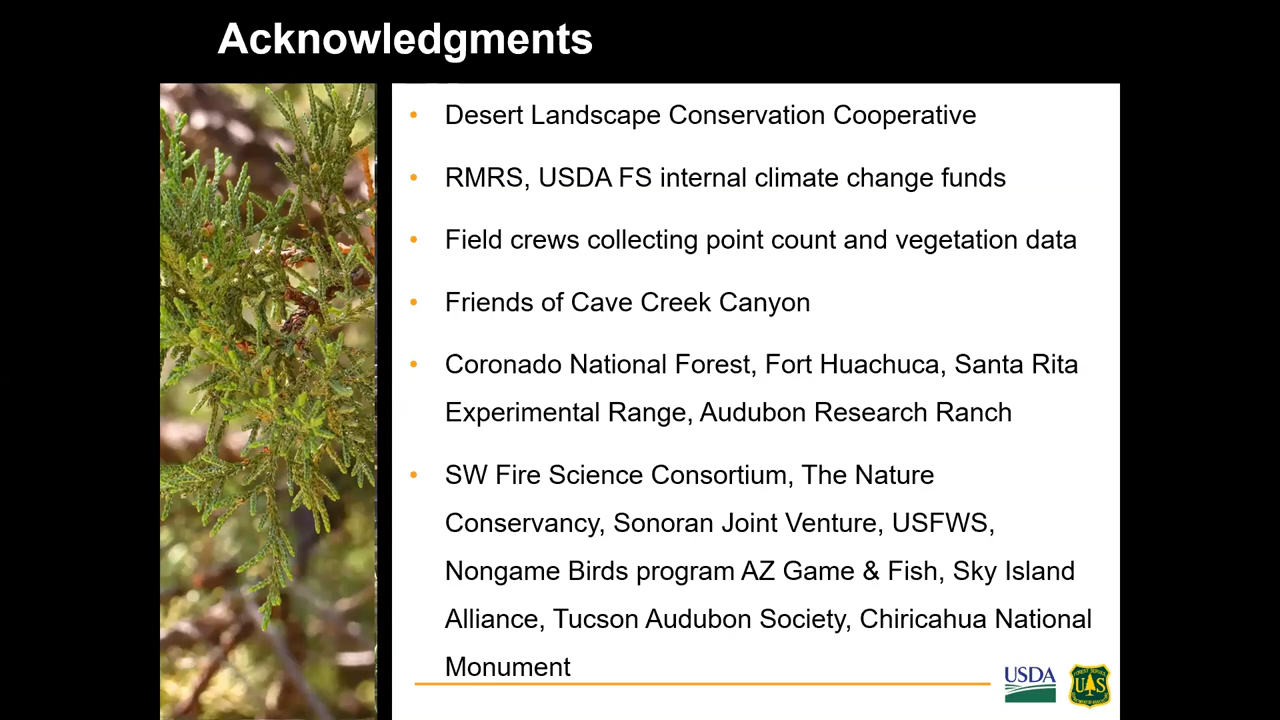 Acknowledgments
• Desert Landscape Conservation Cooperative
• RMRS, USDA FS internal climate change funds
• Field crews collecting point count and vegetation data
• Friends of Cave Creek Canyon
• Coronado National Forest, Fort Huachuca, Santa Rita
Experimental Range, Audubon Research Ranch
• SW Fire Science Consortium, The Nature
Conservancy, Sonoran Joint Venture, USFWS,
Nongame Birds program AZ Game & Fish, Sky Island
Alliance, Tucson Audubon Society, Chiricahua National
Monument
USDA
FOREST SERVICE
U S